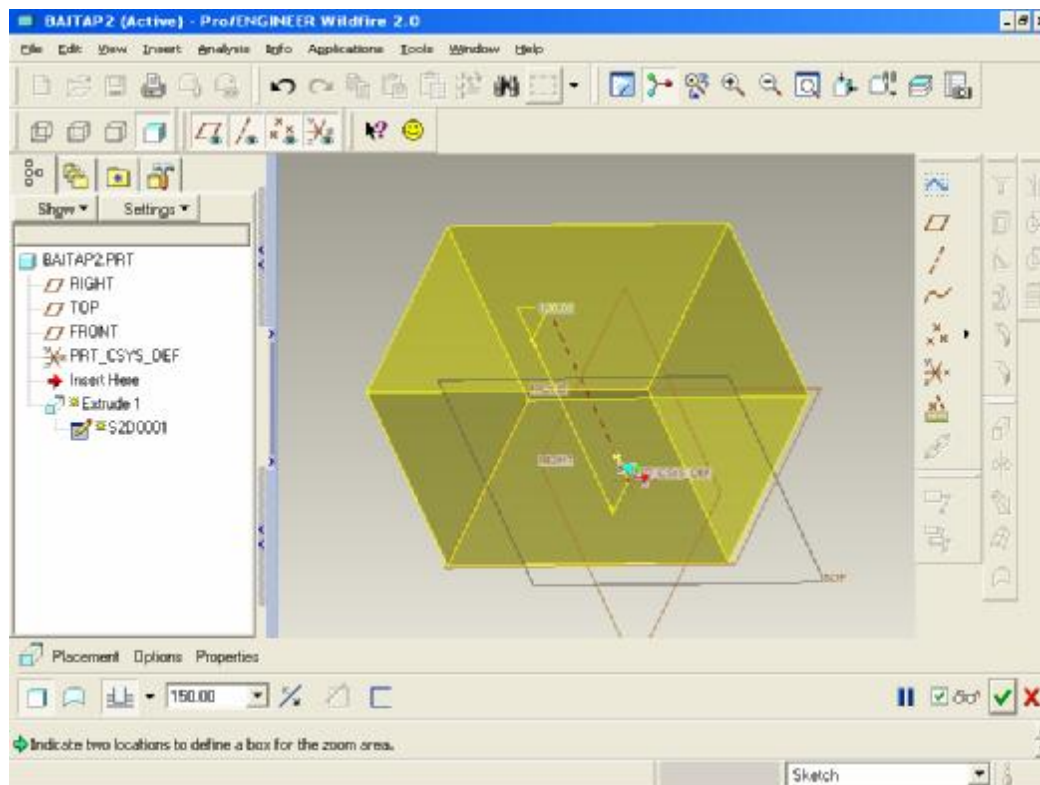 BAITAP2 (Active) - Pro/ENGINEER Wildfire 2.0
File Edit View Insert Analysis Info Applications Tools Window Help
Show Settings
BAITAP2.PRT
RIGHT
TOP
FRONT
PRT_CSYS_DEF
Insert Here
Extrude 1
S2D0001
CSYS_DEF
Placement Options Properties
150.00
Indicate two locations to define a box for the zoom area.
Sketch